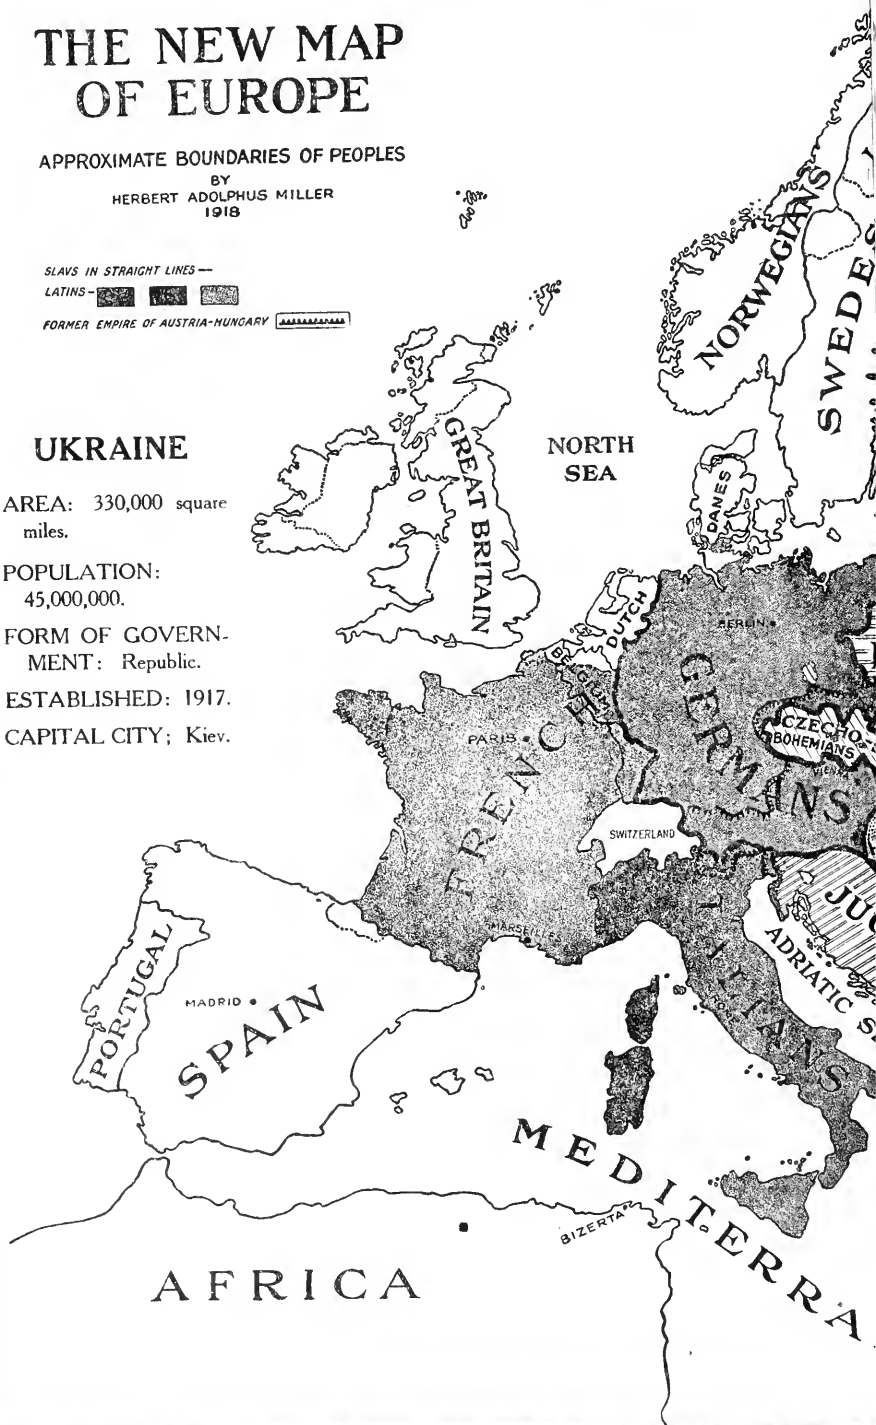 THE NEW MAP
OF EUROPE
APPROXIMATE BOUNDARIES OF PEOPLES
BY
HERBERT ADOLPHUS MILLER
1918
SLAVS IN STRAIGHT LINES—
LATINS-
FORMER EMPIRE OF AUSTRIA-HUNGARY
UKRAINE
AREA: 330,000 square
miles.
POPULATION:
45,000,000.
FORM OF GOVERN-
MENT: Republic.
ESTABLISHED: 1917.
CAPITAL CITY; Kiev.
NORWEGIANS
SWEDES
NORTH
SEA
GREAT BRITAIN
DANES
DUTCH
BELGIUM
BERLIN
GERMANS
CZECHO-
BOHEMIANS
VIENNA
PARIS
FRENCH
SWITZERLAND
MARSEILLES
ITALIANS
JUG
ADRIATIC S
PORTUGAL
MADRID
SPAIN
MEDITERRA
BIZERTA
AFRICA